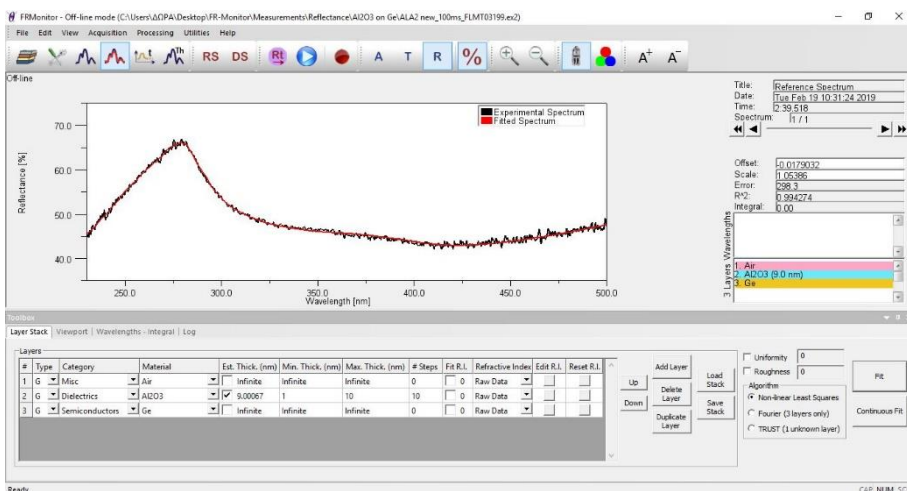 FRMonitor - Off-line mode (C:\Users\ΔΩΡΑ\Desktop\FR-Monitor\Measurements\Reflectance\Al2O3 on Ge\ALA2 new_100ms_FLMT03199.ex2)
File Edit View Acquisition Processing Utilities Help
Th RS DS Rt A T R % A+ A-
Off-line
Title: Reference Spectrum
Date: Tue Feb 19 10:31:24 2019
Time: 2:39,518
Spectrum: 1 / 1
Experimental Spectrum
Fitted Spectrum
70.0
60.0
50.0
40.0
Reflectance [%]
250.0 300.0 350.0 400.0 450.0 500.0
Wavelength [nm]
Offset: -0.0179032
Scale: 1.05386
Error: 298.3
R^2: 0.994274
Integral: 0.00
Wavelengths
3 Layers
1. Air
2. Al2O3 (9.0 nm)
3. Ge
Toolbox
Layer Stack Viewport Wavelengths - Integral Log
Layers
# Type Category Material Est. Thick. (nm) Min. Thick. (nm) Max. Thick. (nm) # Steps Fit R.I. Refractive Index Edit R.I. Reset R.I.
1 G Misc Air Infinite Infinite Infinite 0 0 Raw Data
2 G Dielectrics Al2O3 9.00067 1 10 10 0 Raw Data
3 G Semiconductors Ge Infinite Infinite Infinite 0 0 Raw Data
Up
Down
Add Layer
Delete Layer
Duplicate Layer
Load Stack
Save Stack
Uniformity 0
Roughness 0
Algorithm
Non-linear Least Squares
Fourier (3 layers only)
TRUST (1 unknown layer)
Fit
Continuous Fit
Ready
CAP NUM SC